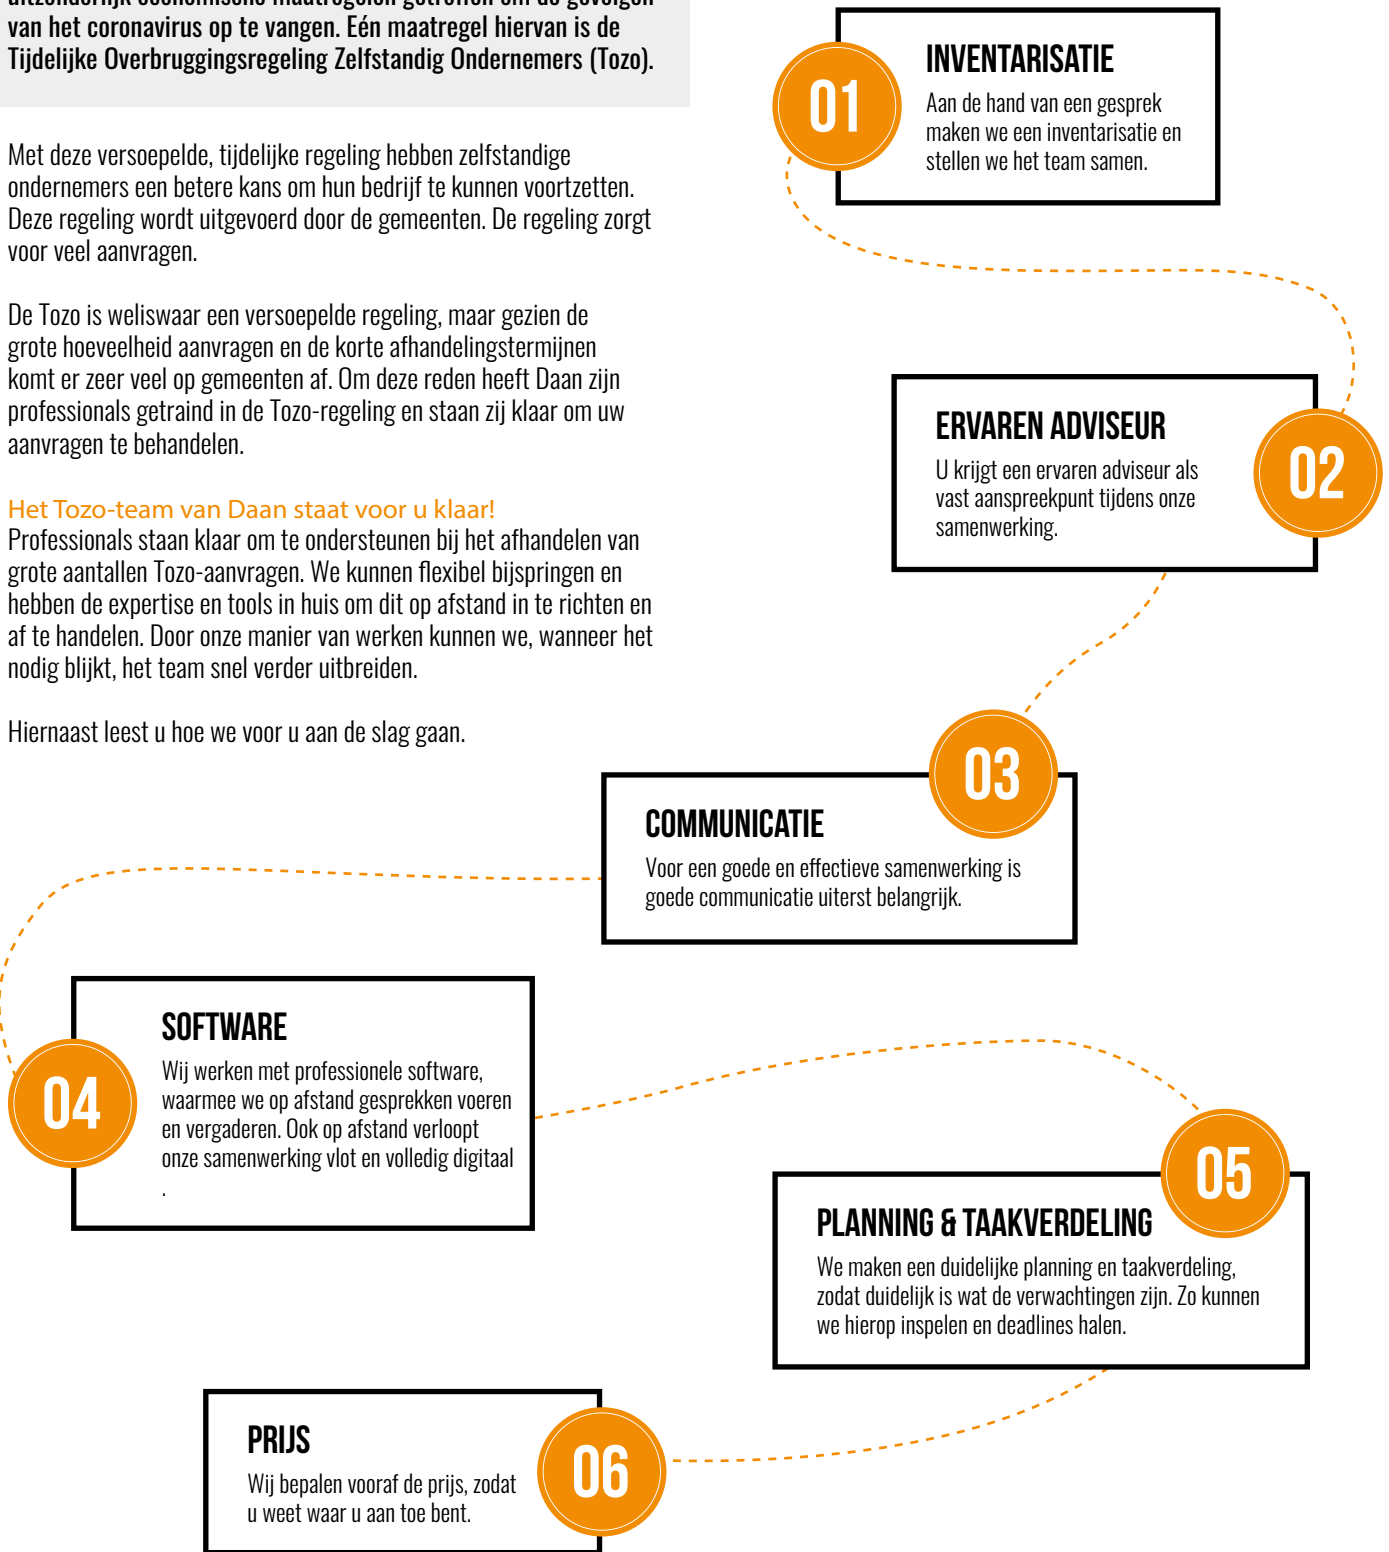 uitzonderlijk economische maatregelen getroffen om de gevolgen
van het coronavirus op te vangen. Eén maatregel hiervan is de
Tijdelijke Overbruggingsregeling Zelfstandig Ondernemers (Tozo).
Met deze versoepelde, tijdelijke regeling hebben zelfstandige
ondernemers een betere kans om hun bedrijf te kunnen voortzetten.
Deze regeling wordt uitgevoerd door de gemeenten. De regeling zorgt
voor veel aanvragen.
De Tozo is weliswaar een versoepelde regeling, maar gezien de
grote hoeveelheid aanvragen en de korte afhandelingstermijnen
komt er zeer veel op gemeenten af. Om deze reden heeft Daan zijn
professionals getraind in de Tozo-regeling en staan zij klaar om uw
aanvragen te behandelen.
Het Tozo-team van Daan staat voor u klaar!
Professionals staan klaar om te ondersteunen bij het afhandelen van
grote aantallen Tozo-aanvragen. We kunnen flexibel bijspringen en
hebben de expertise en tools in huis om dit op afstand in te richten en
af te handelen. Door onze manier van werken kunnen we, wanneer het
nodig blijkt, het team snel verder uitbreiden.
Hiernaast leest u hoe we voor u aan de slag gaan.
01
INVENTARISATIE
Aan de hand van een gesprek
maken we een inventarisatie en
stellen we het team samen.
ERVAREN ADVISEUR
U krijgt een ervaren adviseur als
vast aanspreekpunt tijdens onze
samenwerking.
02
03
COMMUNICATIE
Voor een goede en effectieve samenwerking is
goede communicatie uiterst belangrijk.
04
SOFTWARE
Wij werken met professionele software,
waarmee we op afstand gesprekken voeren
en vergaderen. Ook op afstand verloopt
onze samenwerking vlot en volledig digitaal
.
05
PLANNING & TAAKVERDELING
We maken een duidelijke planning en taakverdeling,
zodat duidelijk is wat de verwachtingen zijn. Zo kunnen
we hierop inspelen en deadlines halen.
PRIJS
Wij bepalen vooraf de prijs, zodat
u weet waar u aan toe bent.
06